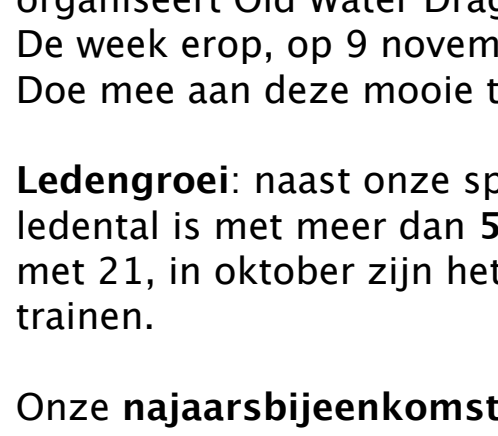 organiseert Old Water Drag
De week erop, op 9 novem
Doe mee aan deze mooie t
Ledengroei: naast onze sp
ledental is met meer dan 5
met 21, in oktober zijn het
trainen.
Onze najaarsbijeenkomst